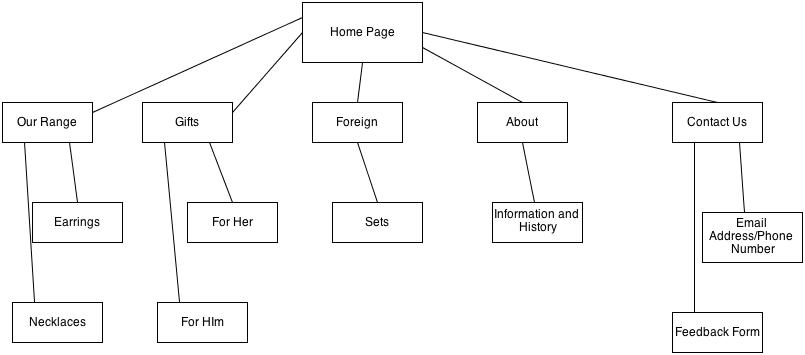 Home Page
Our Range
Gifts
Foreign
About
Contact Us
Earrings
For Her
Sets
Information and
History
Email
Address/Phone
Number
Necklaces
For HIm
Feedback Form